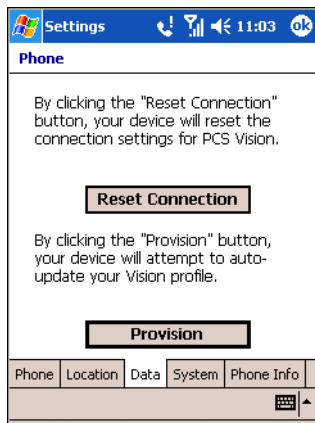 Settings 11:03 ok
Phone
By clicking the "Reset Connection"
button, your device will reset the
connection settings for PCS Vision.
Reset Connection
By clicking the "Provision" button,
your device will attempt to auto-
update your Vision profile.
Provision
Phone Location Data System Phone Info